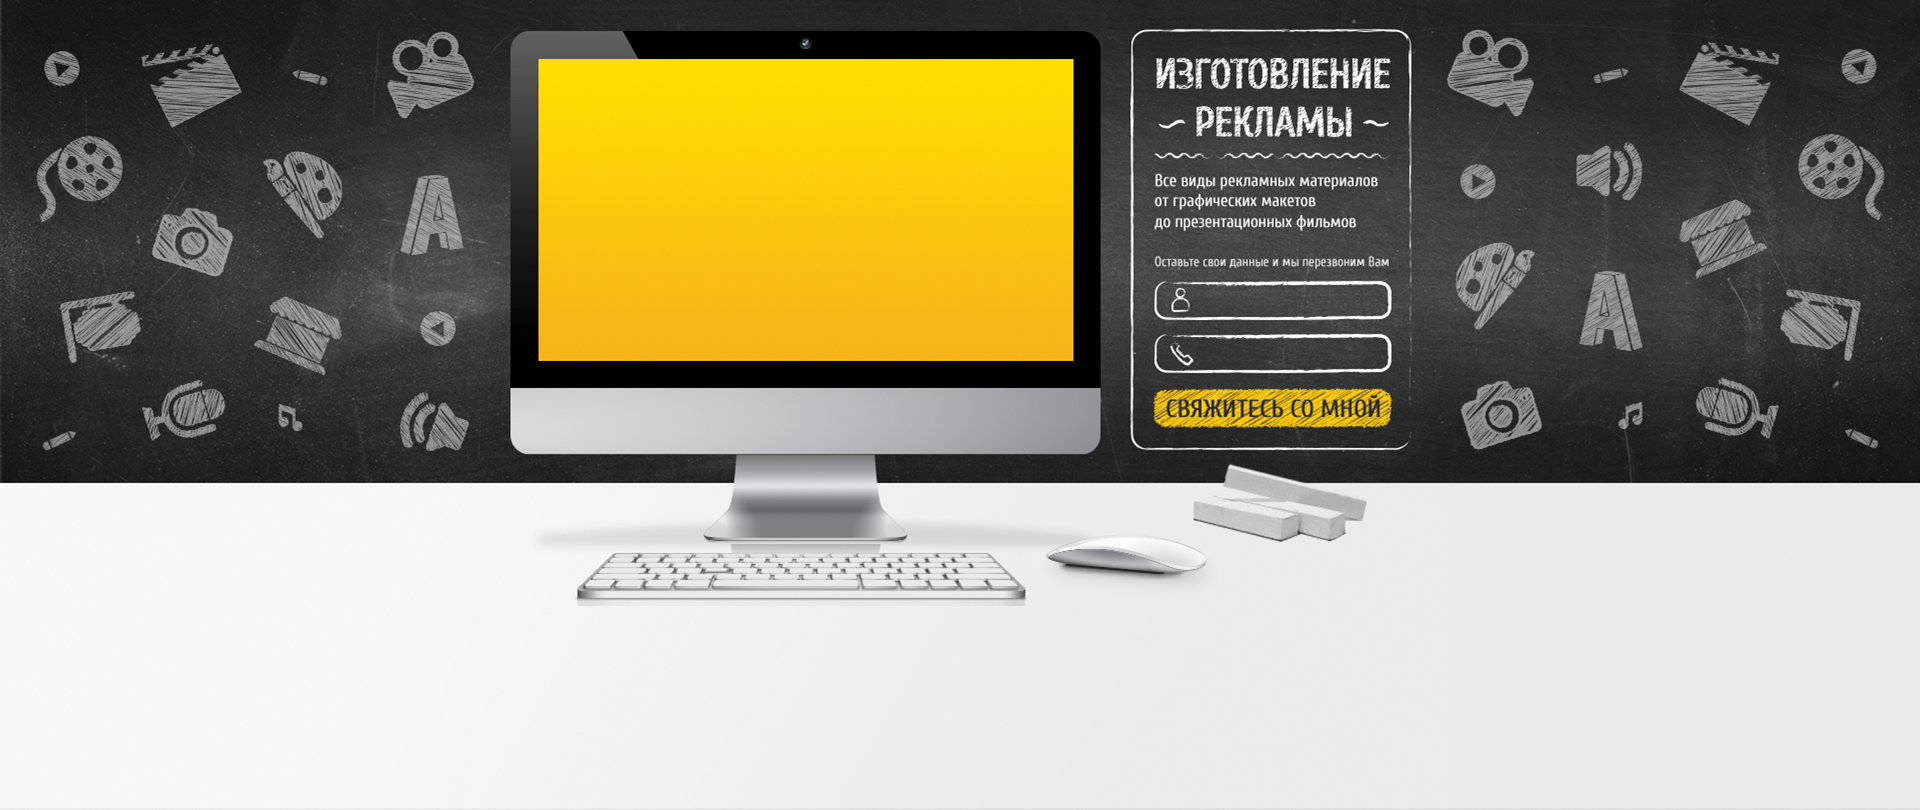 ИЗГОТОВЛЕНИЕ
РЕКЛАМЫ
Все виды рекламных материалов
от графических макетов
до презентационных фильмов
Оставьте свои данные и мы перезвоним Вам
СВЯЖИТЕСЬ СО МНОЙ